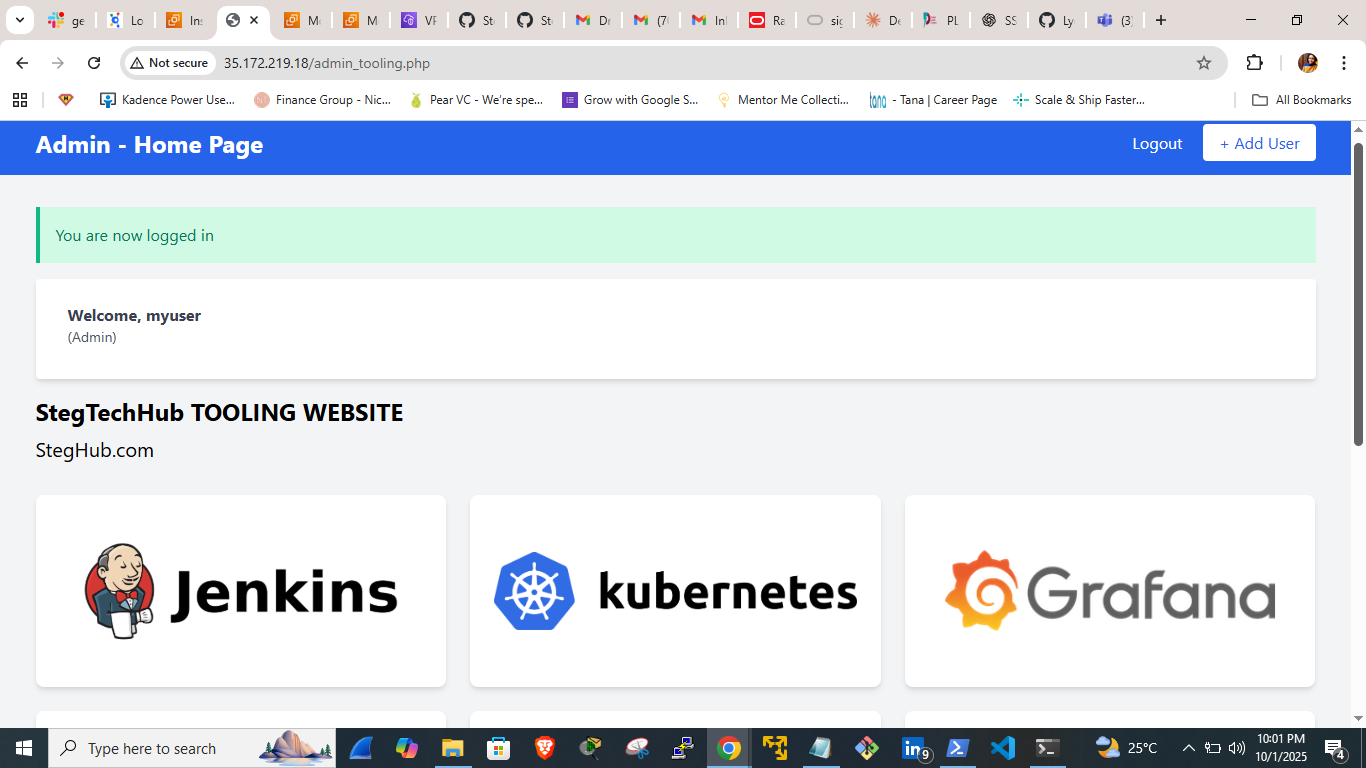 ge
Lo
Ins
M
M
VF
St
St
Dr
(7
In
Ra
sig
De
PL
SS
Ly
(3
Not secure
35.172.219.18/admin_tooling.php
Kadence Power Use...
Finance Group - Nic...
Pear VC - We're spe...
Grow with Google S...
Mentor Me Collecti...
tana - Tana | Career Page
Scale & Ship Faster...
All Bookmarks
Admin - Home Page
Logout
+ Add User
You are now logged in
Welcome, myuser
(Admin)
StegTechHub TOOLING WEBSITE
StegHub.com
Jenkins
kubernetes
Grafana
Type here to search
9
25°C
10:01 PM
10/1/2025
4